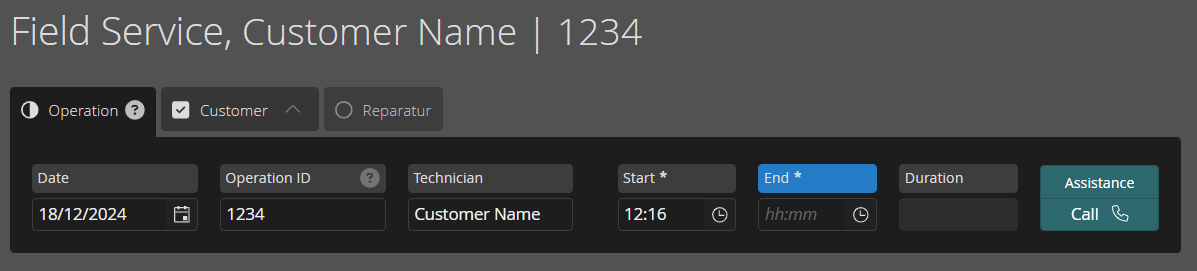 Field Service, Customer Name | 1234
Operation ? Customer Reparatur
Date Operation ID ? Technician Start * End * Duration Assistance
18/12/2024 1234 Customer Name 12:16 hh:mm Call